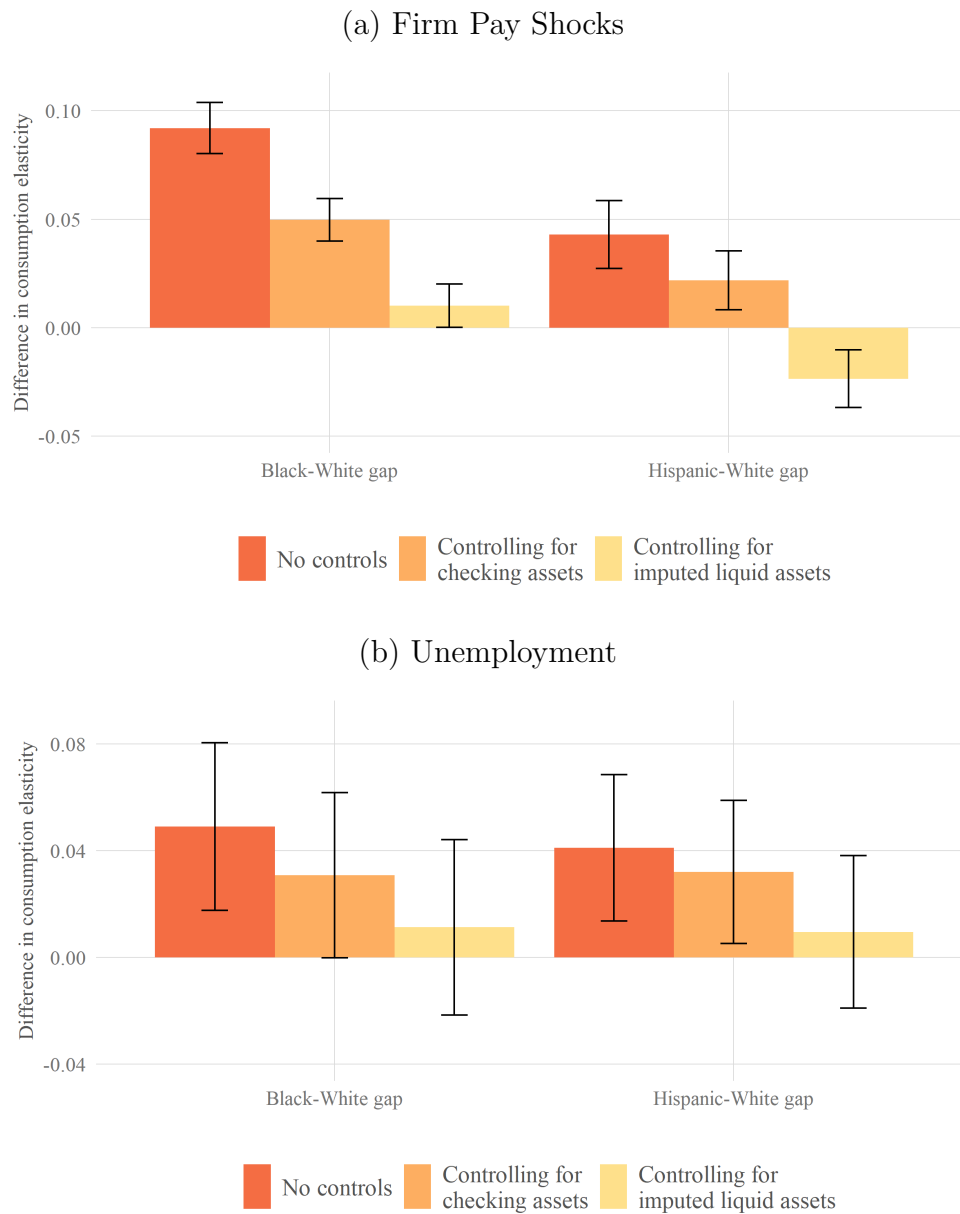 (a) Firm Pay Shocks
Difference in consumption elasticity
0.10
0.05
0.00
-0.05
Black-White gap
Hispanic-White gap
No controls
Controlling for
checking assets
Controlling for
imputed liquid assets
(b) Unemployment
Difference in consumption elasticity
0.08
0.04
0.00
-0.04
Black-White gap
Hispanic-White gap
No controls
Controlling for
checking assets
Controlling for
imputed liquid assets